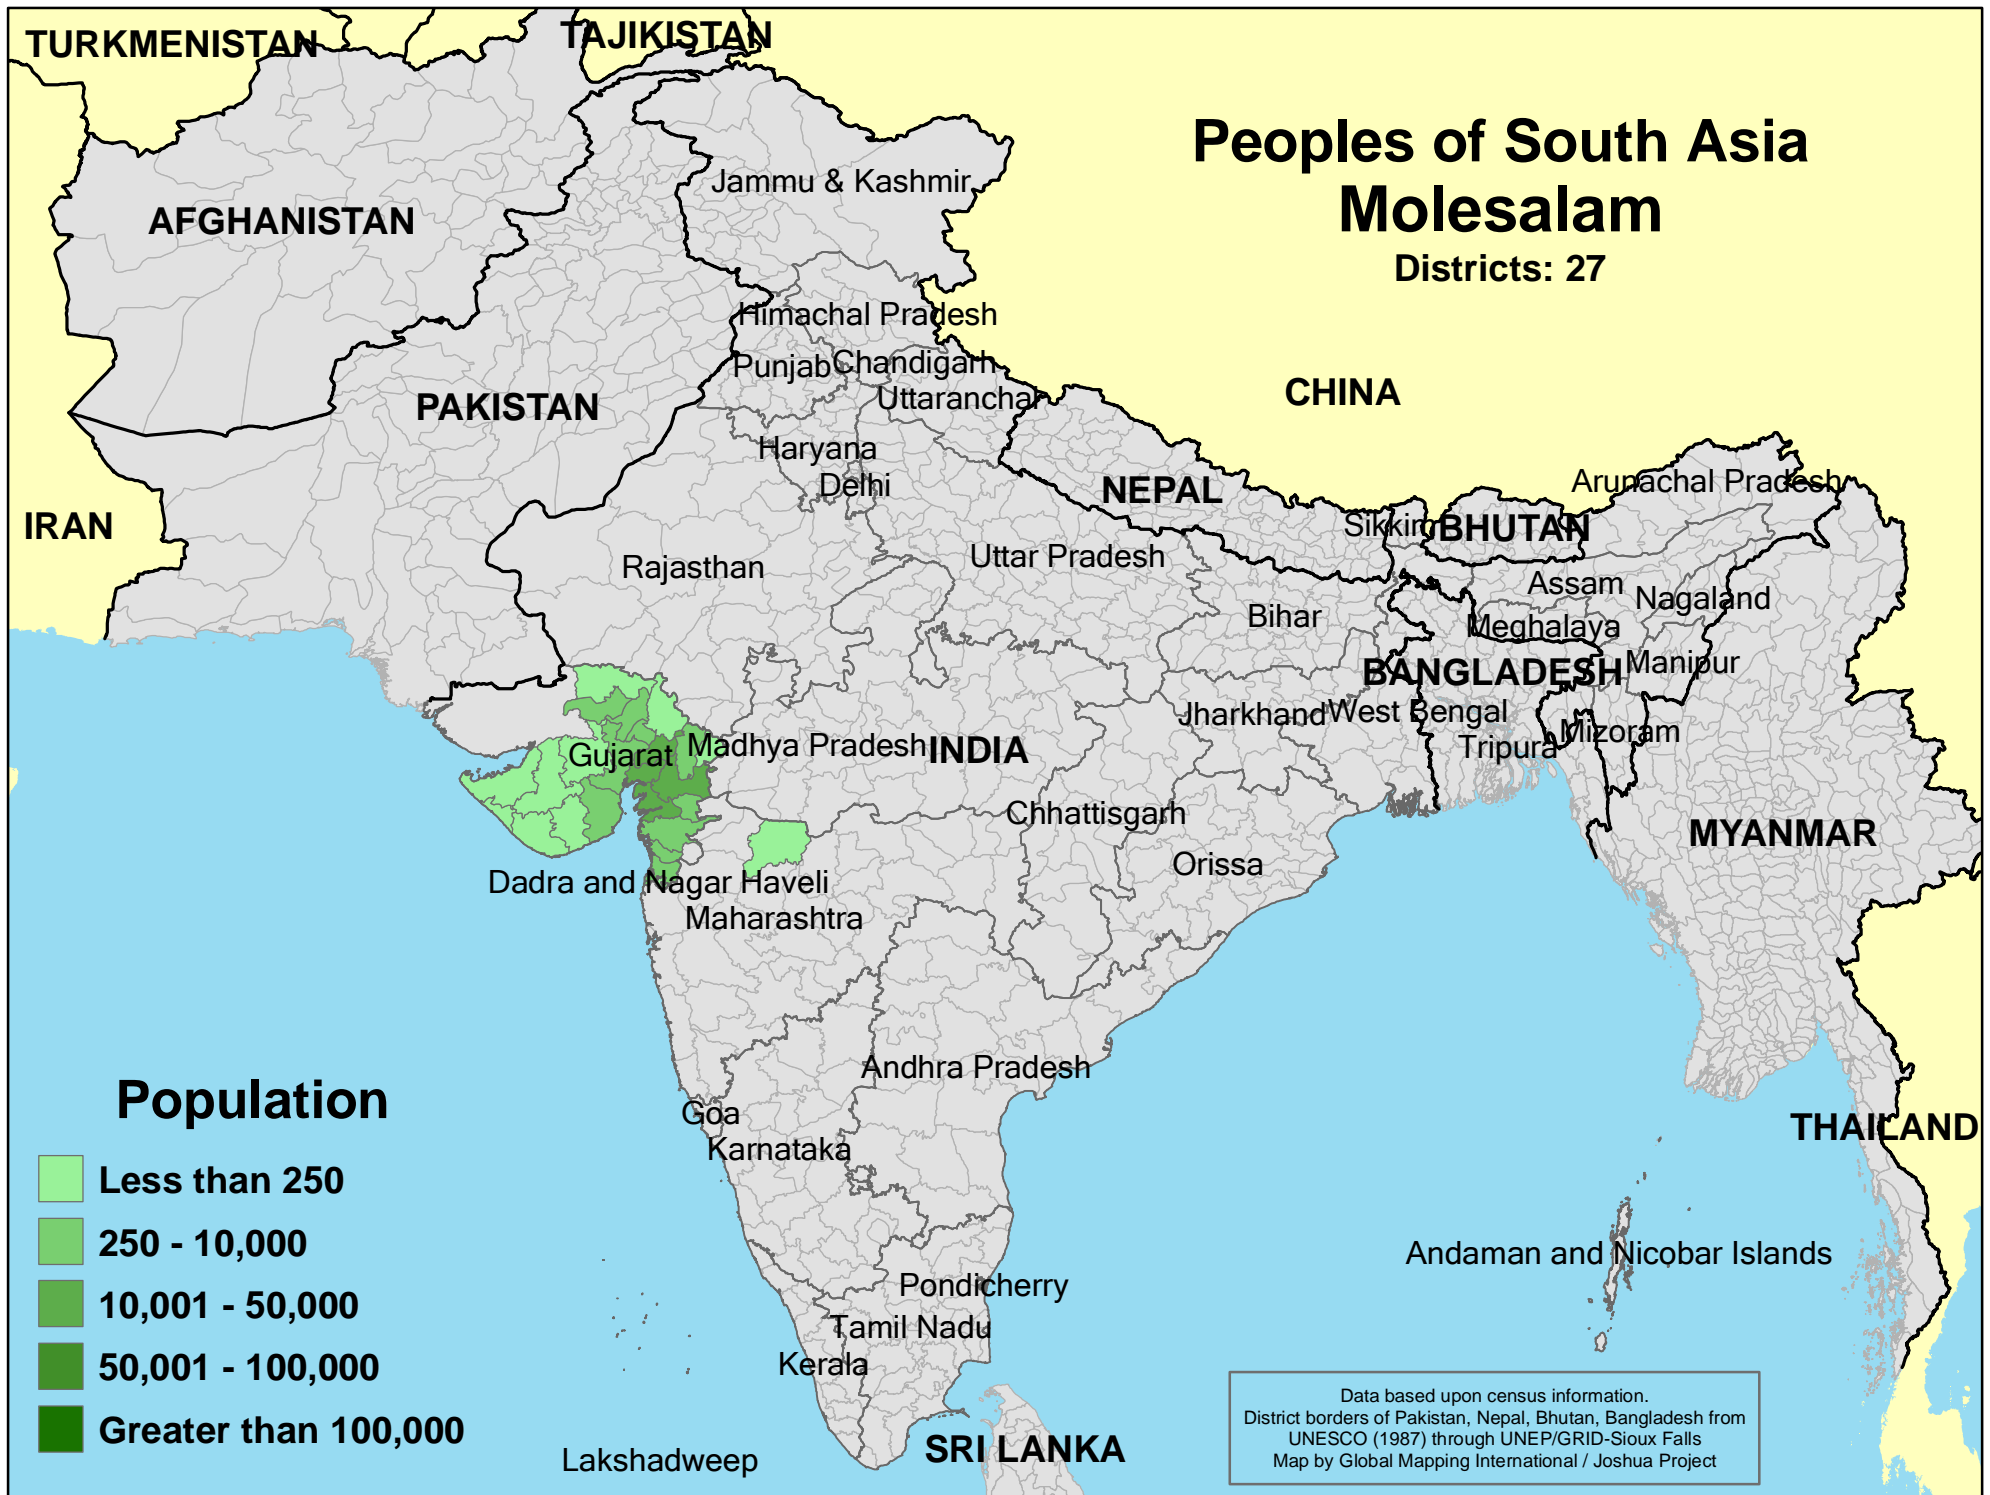 Peoples of South Asia
Molesalam
Districts: 27
TURKMENISTAN
TAJIKISTAN
AFGHANISTAN
Jammu & Kashmir
Himachal Pradesh
Punjab
Chandigarh
Uttaranchal
PAKISTAN
CHINA
Haryana
Delhi
NEPAL
Arunachal Pradesh
IRAN
Sikkim
BHUTAN
Rajasthan
Uttar Pradesh
Assam
Nagaland
Bihar
Meghalaya
BANGLADESH
Manipur
Jharkhand
West Bengal
Tripura
Mizoram
Gujarat
Madhya Pradesh
INDIA
Chhattisgarh
MYANMAR
Orissa
Dadra and Nagar Haveli
Maharashtra
Andhra Pradesh
Goa
Karnataka
THAILAND
Andaman and Nicobar Islands
Pondicherry
Tamil Nadu
Kerala
Lakshadweep
SRI LANKA
Population
Less than 250
250 - 10,000
10,001 - 50,000
50,001 - 100,000
Greater than 100,000
Data based upon census information.
District borders of Pakistan, Nepal, Bhutan, Bangladesh from
UNESCO (1987) through UNEP/GRID-Sioux Falls
Map by Global Mapping International / Joshua Project